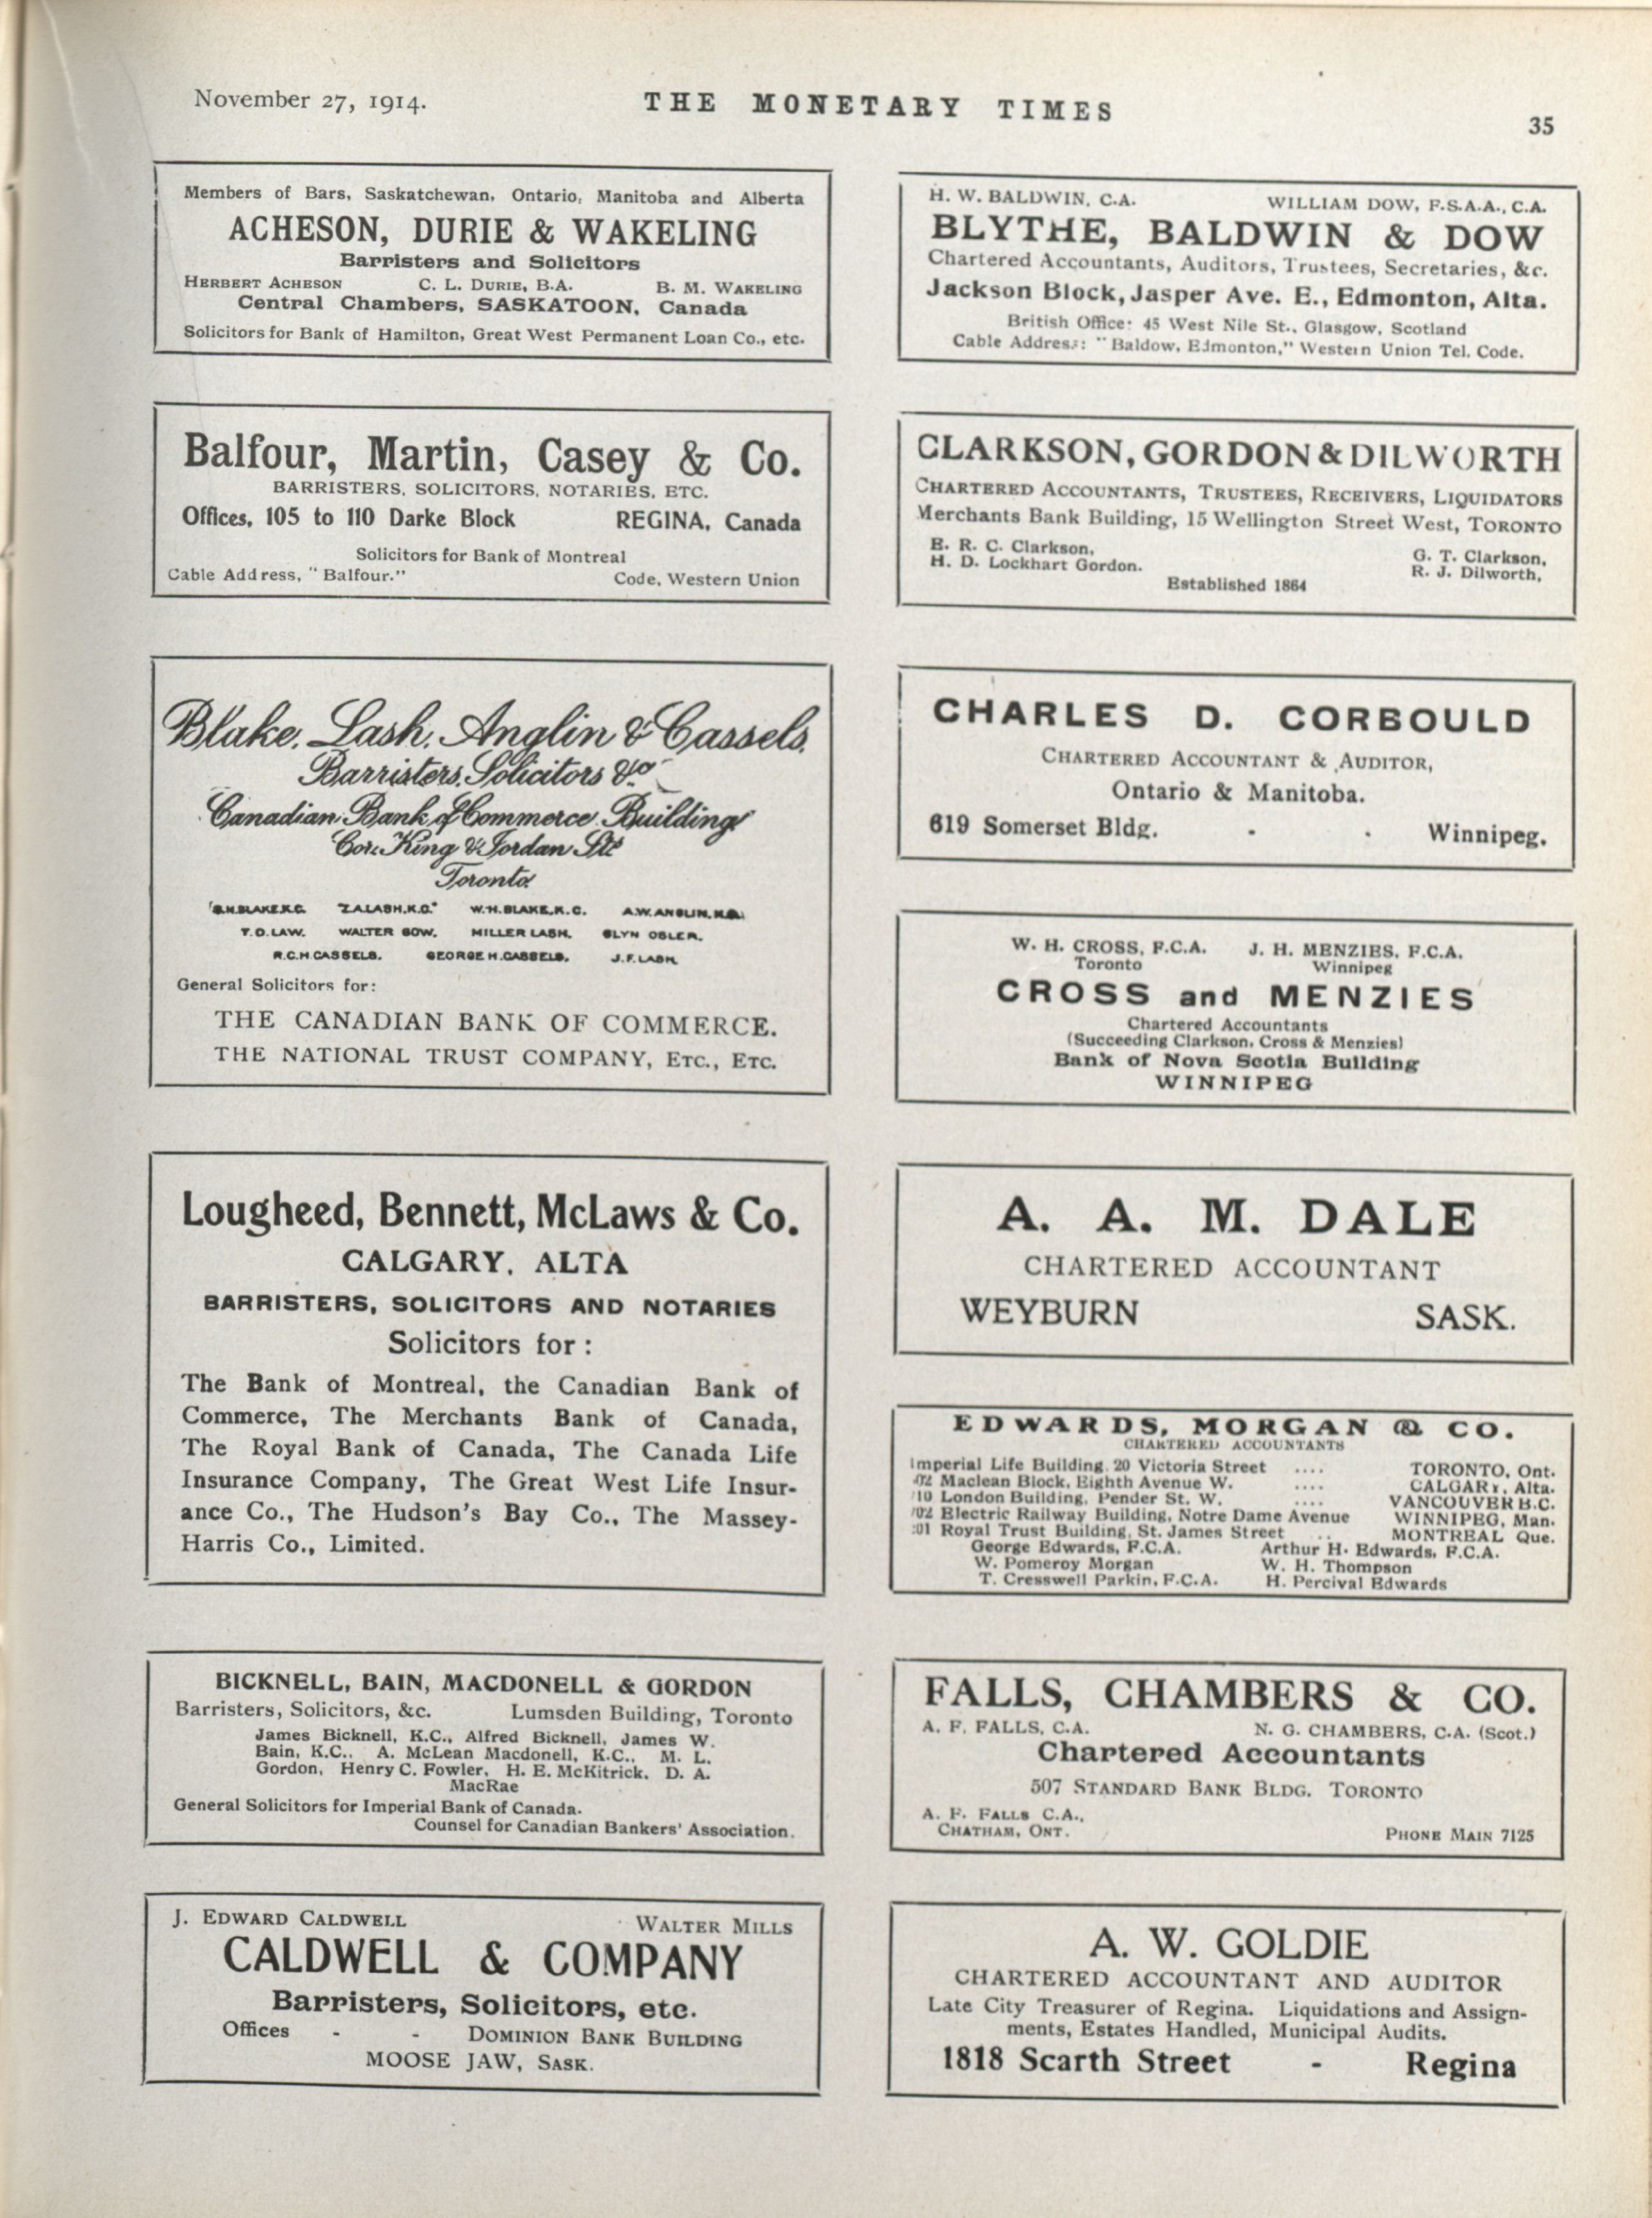 November 27, 1914.
THE MONETARY TIMES
35
Members of Bars, Saskatchewan, Ontario, Manitoba and Alberta
ACHESON, DURIE & WAKELING
Barristers and Solicitors
HERBERT ACHESON C. L. DURIE, B.A. B. M. WAKELING
Central Chambers, SASKATOON, Canada
Solicitors for Bank of Hamilton, Great West Permanent Loan Co., etc.
Balfour, Martin, Casey & Co.
BARRISTERS, SOLICITORS, NOTARIES, ETC.
Offices, 105 to 110 Darke Block REGINA, Canada
Solicitors for Bank of Montreal
Cable Address, "Balfour." Code, Western Union
Blake, Lash, Anglin & Cassels,
Barristers, Solicitors &c
Canadian Bank of Commerce Building
Cor. King & Jordan Sts
Toronto
S.H.BLAKE.K.C. Z.A.LASH.K.C. W.H.BLAKE.K.C. A.W.ANGLIN.K.C.
T.D.LAW. WALTER GOW. MILLER LASH. GLYN OSLER.
R.C.H.CASSELS. GEORGE H.CASSELS. J.F.LASH.
General Solicitors for:
THE CANADIAN BANK OF COMMERCE.
THE NATIONAL TRUST COMPANY, ETC., ETC.
Lougheed, Bennett, McLaws & Co.
CALGARY, ALTA
BARRISTERS, SOLICITORS AND NOTARIES
Solicitors for :
The Bank of Montreal, the Canadian Bank of
Commerce, The Merchants Bank of Canada,
The Royal Bank of Canada, The Canada Life
Insurance Company, The Great West Life Insur-
ance Co., The Hudson's Bay Co., The Massey-
Harris Co., Limited.
BICKNELL, BAIN, MACDONELL & GORDON
Barristers, Solicitors, &c. Lumsden Building, Toronto
James Bicknell, K.C., Alfred Bicknell, James W.
Bain, K.C., A. McLean Macdonell, K.C., M. L.
Gordon, Henry C. Fowler, H. E. McKitrick, D. A.
MacRae
General Solicitors for Imperial Bank of Canada.
Counsel for Canadian Bankers' Association.
J. EDWARD CALDWELL WALTER MILLS
CALDWELL & COMPANY
Barristers, Solicitors, etc.
Offices - - DOMINION BANK BUILDING
MOOSE JAW, SASK.
H. W. BALDWIN, C.A. WILLIAM DOW, F.S.A.A., C.A.
BLYTHE, BALDWIN & DOW
Chartered Accountants, Auditors, Trustees, Secretaries, &c.
Jackson Block, Jasper Ave. E., Edmonton, Alta.
British Office: 45 West Nile St., Glasgow, Scotland
Cable Address: "Baldow, Edmonton," Western Union Tel. Code.
CLARKSON, GORDON & DILWORTH
CHARTERED ACCOUNTANTS, TRUSTEES, RECEIVERS, LIQUIDATORS
Merchants Bank Building, 15 Wellington Street West, TORONTO
E. R. C. Clarkson, G. T. Clarkson,
H. D. Lockhart Gordon. R. J. Dilworth,
Established 1864
CHARLES D. CORBOULD
CHARTERED ACCOUNTANT & AUDITOR,
Ontario & Manitoba.
619 Somerset Bldg. - - Winnipeg.
W. H. CROSS, F.C.A. J. H. MENZIES, F.C.A.
Toronto Winnipeg
CROSS and MENZIES
Chartered Accountants
(Succeeding Clarkson, Cross & Menzies)
Bank of Nova Scotia Building
WINNIPEG
A. A. M. DALE
CHARTERED ACCOUNTANT
WEYBURN SASK.
EDWARDS, MORGAN & CO.
CHARTERED ACCOUNTANTS
Imperial Life Building, 20 Victoria Street .... TORONTO, Ont.
Maclean Block, Eighth Avenue W. .... CALGARY, Alta.
London Building, Pender St. W. .... VANCOUVER B.C.
Electric Railway Building, Notre Dame Avenue WINNIPEG, Man.
Royal Trust Building, St. James Street .. MONTREAL Que.
George Edwards, F.C.A. Arthur H. Edwards, F.C.A.
W. Pomeroy Morgan W. H. Thompson
T. Cresswell Parkin, F.C.A. H. Percival Edwards
FALLS, CHAMBERS & CO.
A. F. FALLS, C.A. N. G. CHAMBERS, C.A. (Scot.)
Chartered Accountants
507 STANDARD BANK BLDG. TORONTO
A. F. FALLS C.A.,
CHATHAM, ONT. PHONE MAIN 7125
A. W. GOLDIE
CHARTERED ACCOUNTANT AND AUDITOR
Late City Treasurer of Regina. Liquidations and Assign-
ments, Estates Handled, Municipal Audits.
1818 Scarth Street - Regina